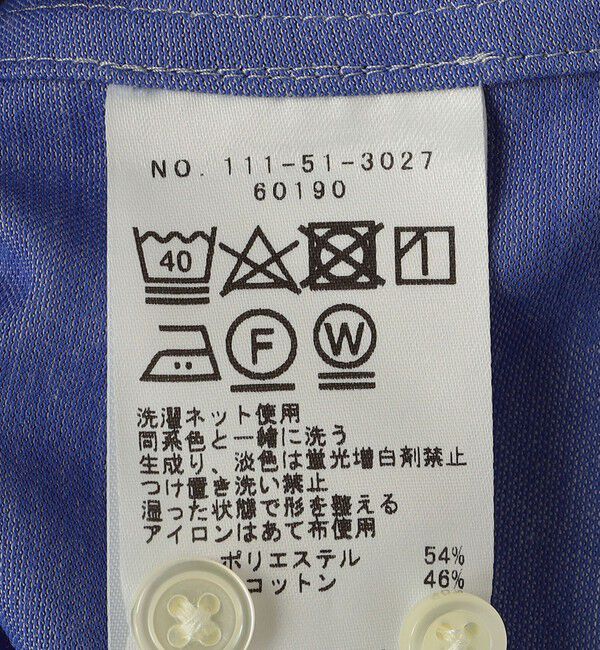 NO. 111-51-3027
60190
40
F W
洗濯ネット使用
同系色と一緒に洗う
生成り、淡色は蛍光増白剤禁止
つけ置き洗い禁止
湿った状態で形を整える
アイロンはあて布使用
ポリエステル 54%
コットン 46%